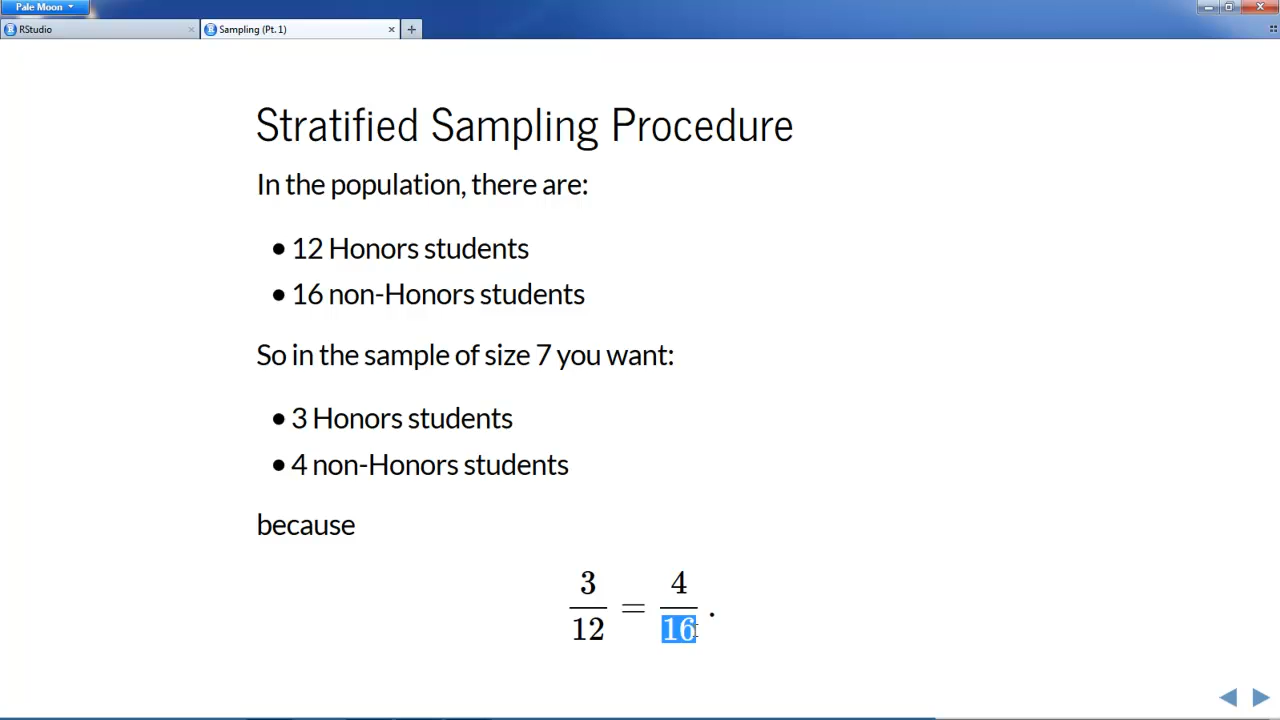 Pale Moon
RStudio
Sampling (Pt. 1)
Stratified Sampling Procedure
In the population, there are:
• 12 Honors students
• 16 non-Honors students
So in the sample of size 7 you want:
• 3 Honors students
• 4 non-Honors students
because
3/12 = 4/16.